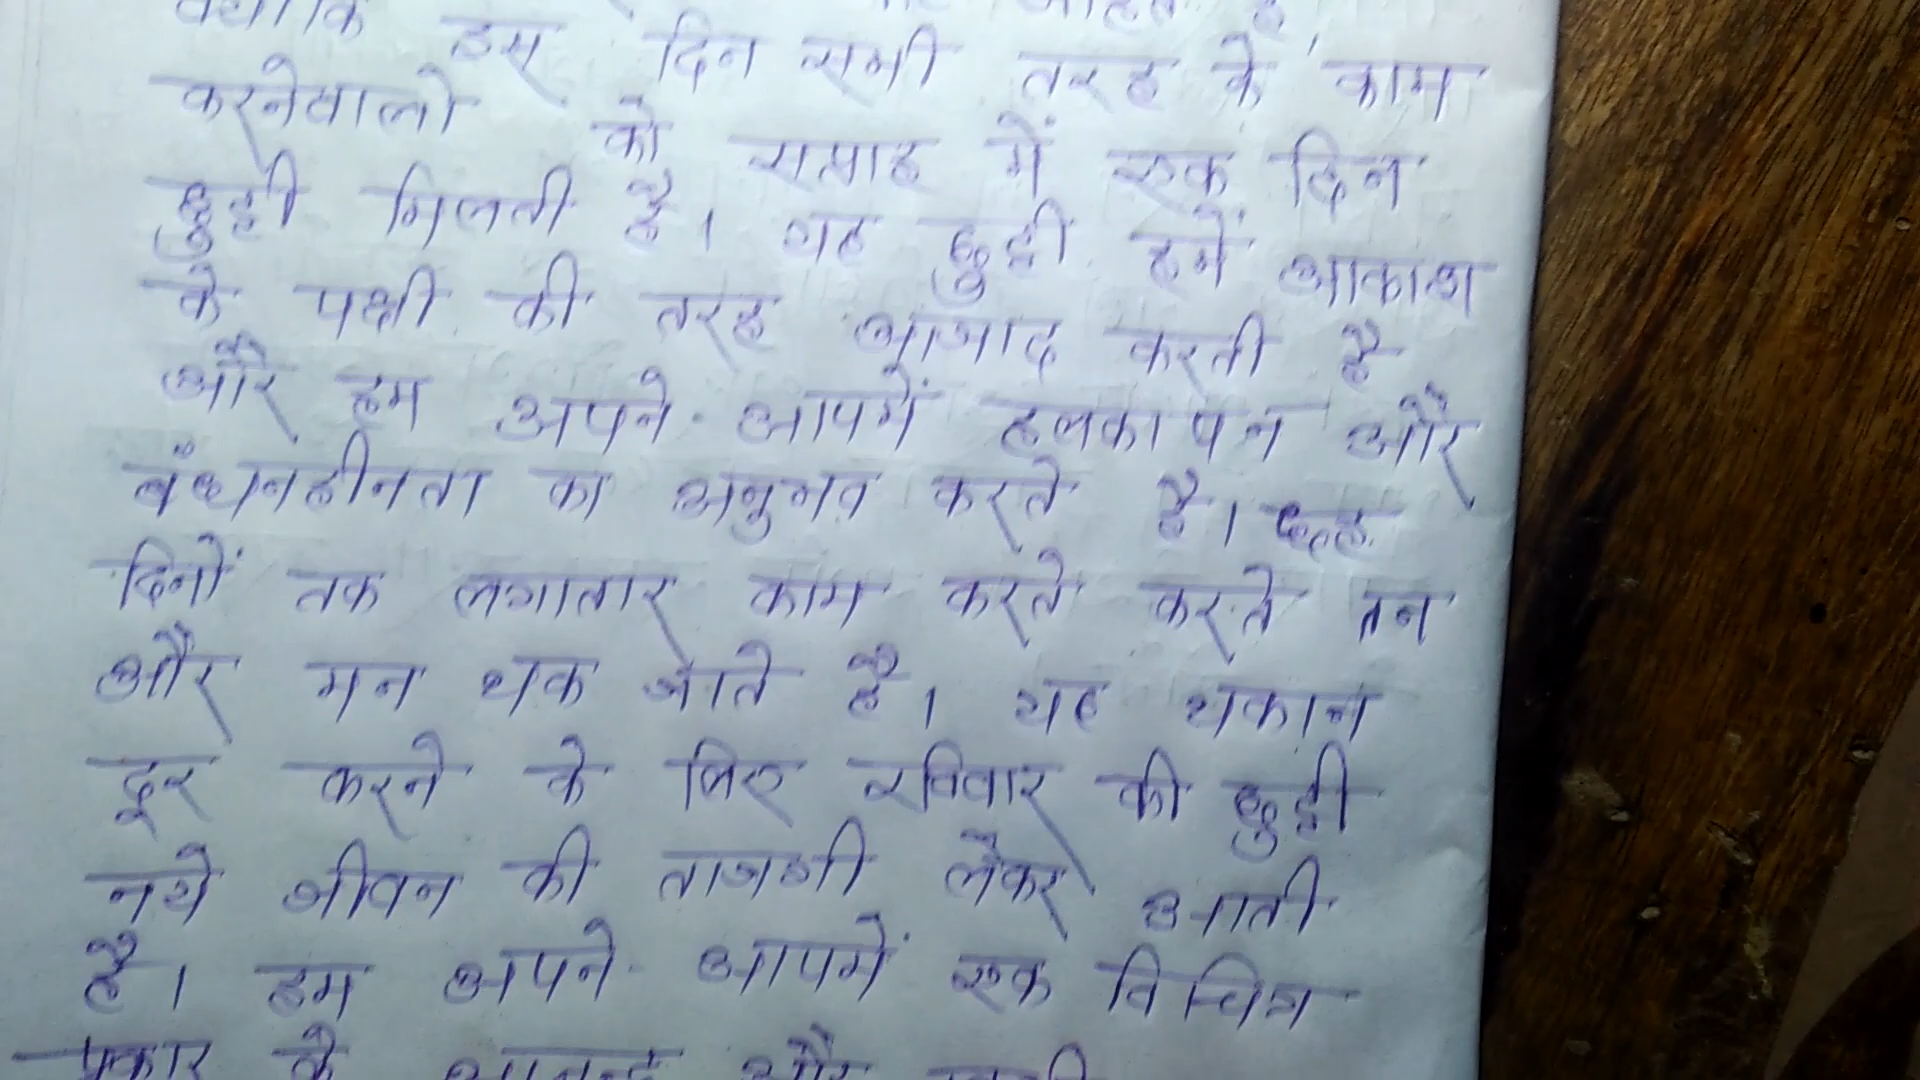 क्योंकि इस दिन सभी तरह के काम
करनेवालो को सप्ताह में एक दिन
छुट्टी मिलती है। यह छुट्टी हमें आकाश
के पक्षी की तरह आजाद करती है
और हम अपने आपमें हलकापन और
बंधनहीनता का अनुभव करते है। छह
दिनों तक लगातार काम करते करते तन
और मन थक जाते है। यह थकान
दूर करने के लिए रविवार की छुट्टी
नये जीवन की ताजगी लेकर आती
है। हम अपने आपमें एक विचित्र
प्रकार के आनन्द और